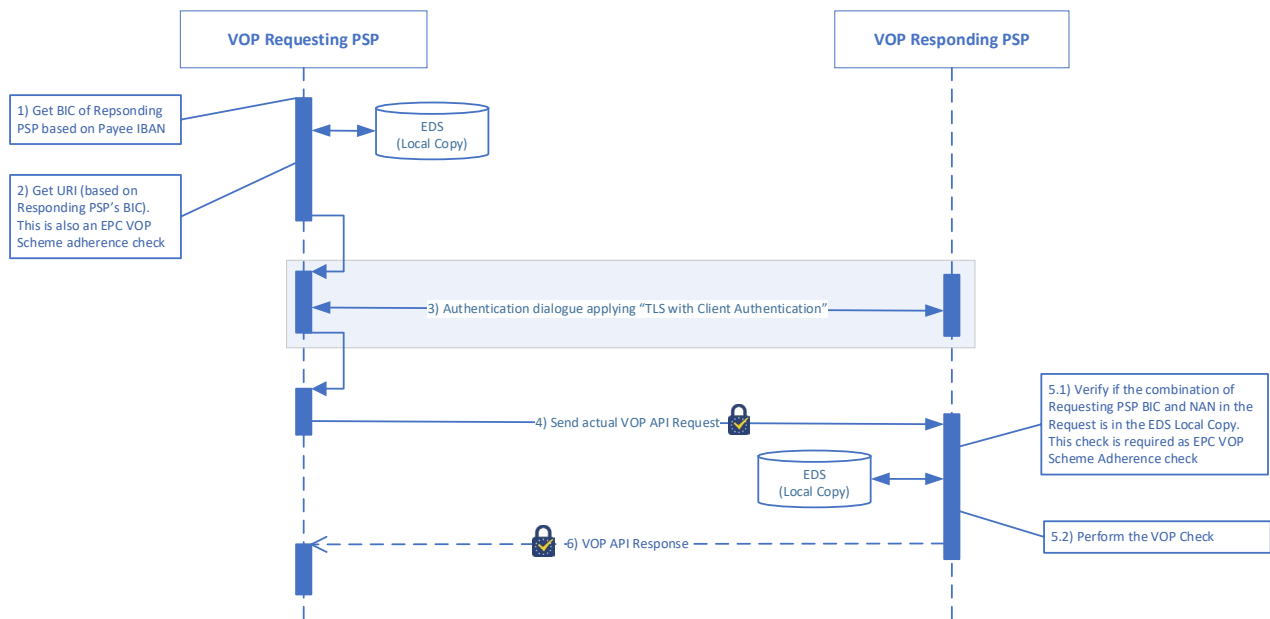 VOP Requesting PSP
VOP Responding PSP
1) Get BIC of Repsonding
PSP based on Payee IBAN
EDS
(Local Copy)
2) Get URI (based on
Responding PSP’s BIC).
This is also an EPC VOP
Scheme adherence check
3) Authentication dialogue applying “TLS with Client Authentication”
4) Send actual VOP API Request
5.1) Verify if the combination of
Requesting PSP BIC and NAN in the
Request is in the EDS Local Copy.
This check is required as EPC VOP
Scheme Adherence check
EDS
(Local Copy)
5.2) Perform the VOP Check
6) VOP API Response